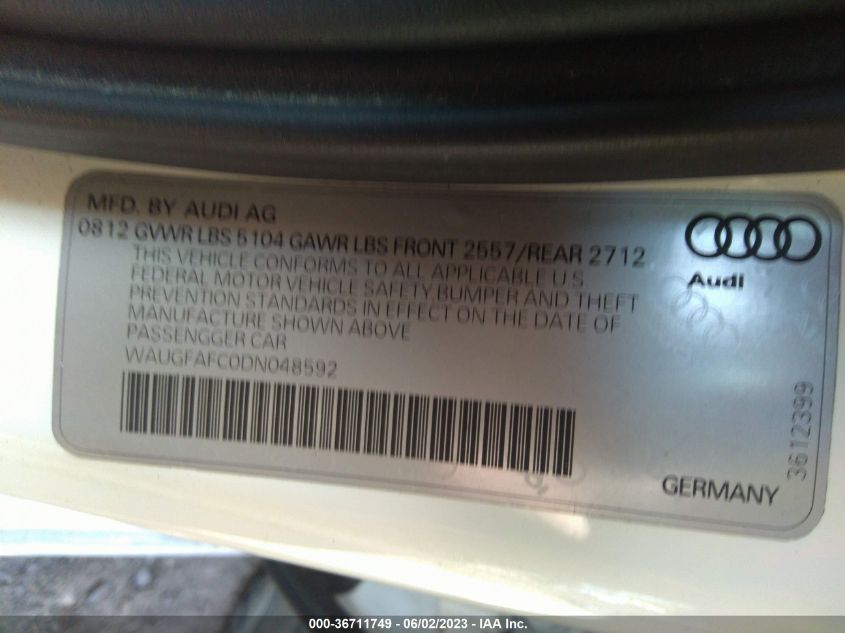 MFD. BY AUDI AG
0812 GVWR LBS 5104 GAWR LBS FRONT 2557/REAR 2712
THIS VEHICLE CONFORMS TO ALL APPLICABLE U.S
FEDERAL MOTOR VEHICLE SAFETY BUMPER AND THEFT
PREVENTION STANDARDS IN EFFECT ON THE DATE OF
MANUFACTURE SHOWN ABOVE
PASSENGGER CAR
WAUGFAFC0DN048592
Audi
3612399
GERMANY
000-36711749 - 06/02/2023 - IAA Inc.